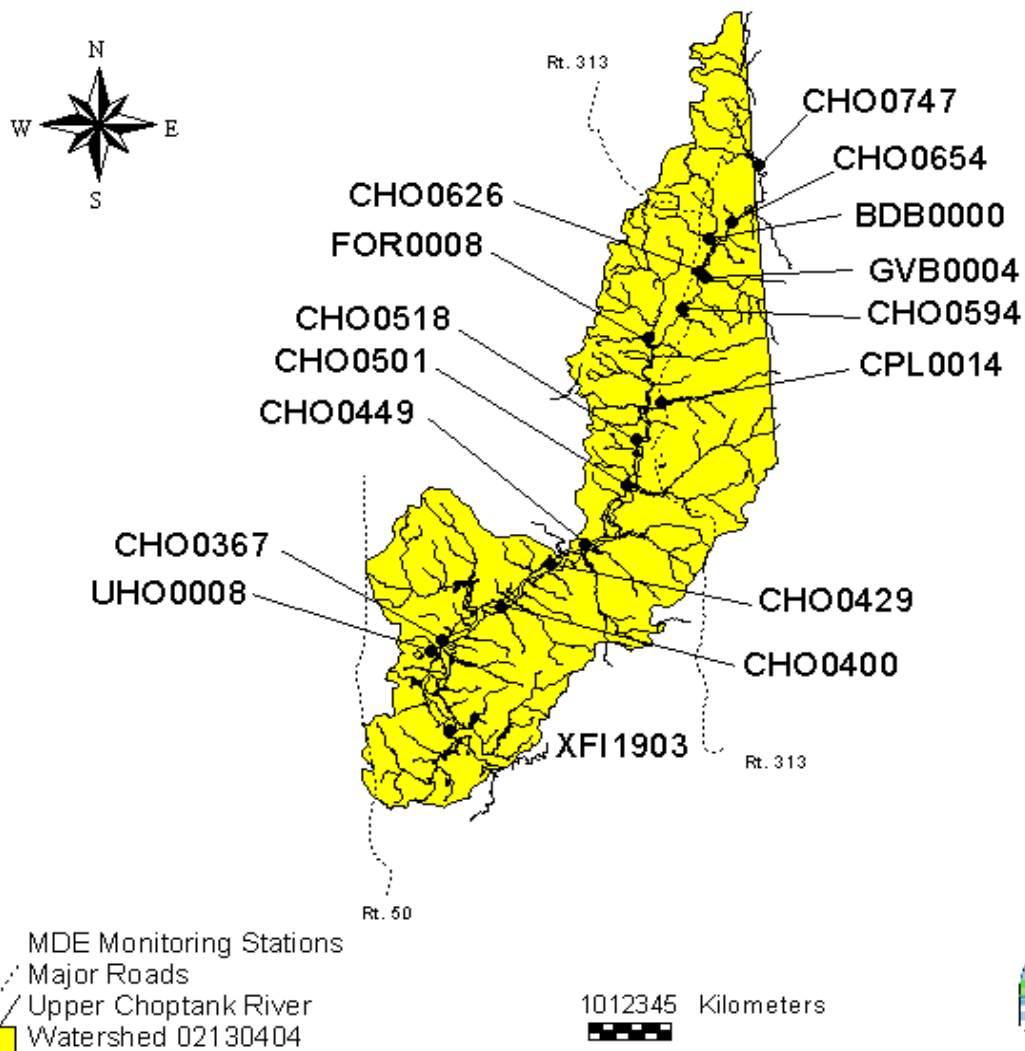 N
Rt. 313
W
E
CHO0747
S
CHO0654
CHO0626
BDB0000
FOR0008
GVB0004
CHO0518
CHO0594
CHO0501
CPL0014
CHO0449
CHO0367
UHO0008
CHO0429
CHO0400
XFI1903
Rt. 313
Rt. 50
MDE Monitoring Stations
Major Roads
Upper Choptank River
Watershed 02130404
1012345 Kilometers